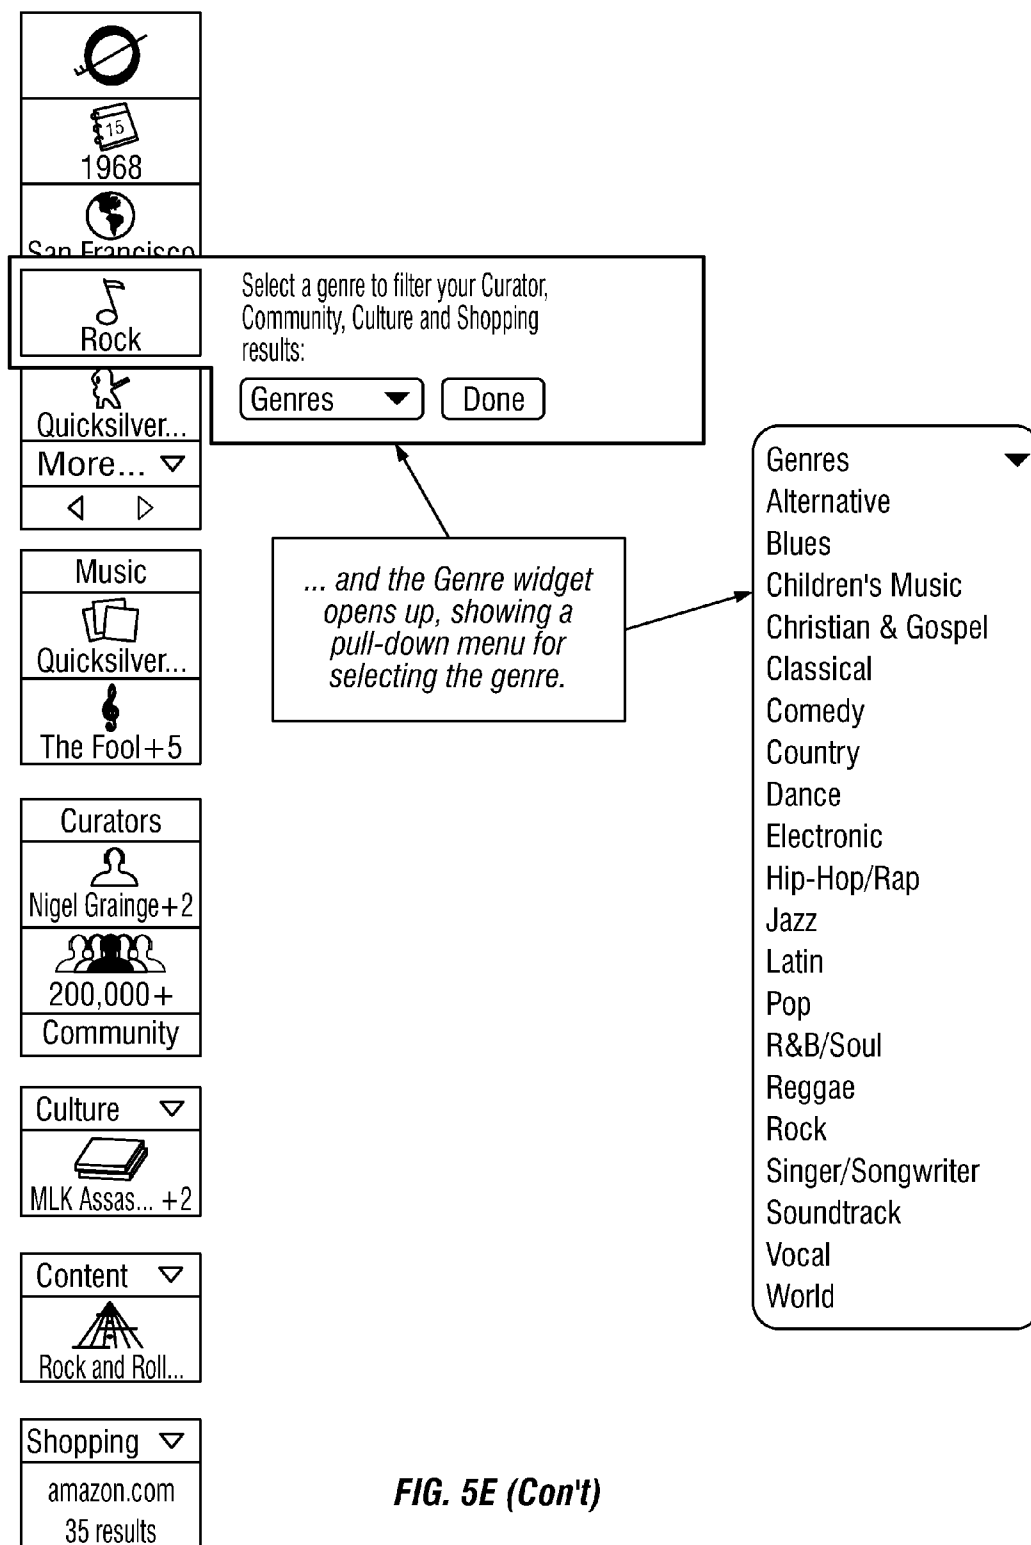 15
1968
San Francisco
Rock
Select a genre to filter your Curator,
Community, Culture and Shopping
results:
Genres
Done
Quicksilver...
More...
Music
Quicksilver...
The Fool+5
Curators
Nigel Grainge+2
200,000+
Community
Culture
MLK Assas... +2
Content
Rock and Roll...
Shopping
amazon.com
35 results
... and the Genre widget
opens up, showing a
pull-down menu for
selecting the genre.
Genres
Alternative
Blues
Children's Music
Christian & Gospel
Classical
Comedy
Country
Dance
Electronic
Hip-Hop/Rap
Jazz
Latin
Pop
R&B/Soul
Reggae
Rock
Singer/Songwriter
Soundtrack
Vocal
World
FIG. 5E (Con't)